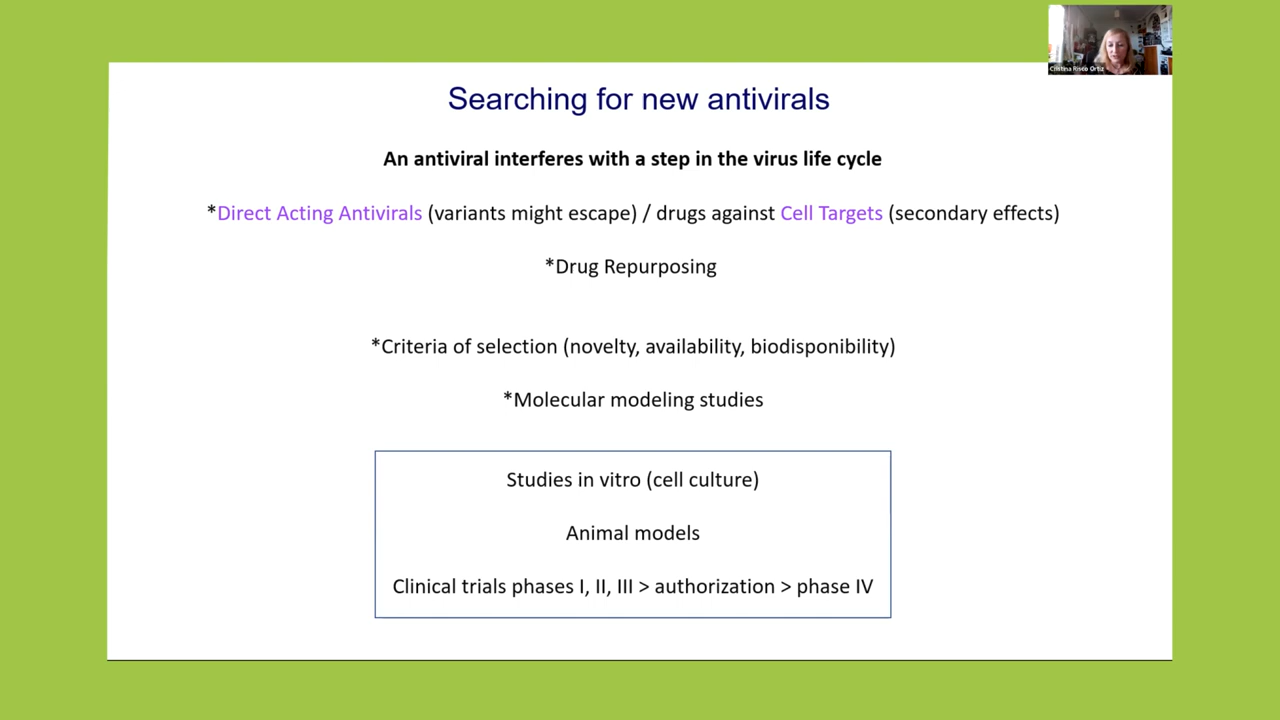 Cristina Risco Ortiz
Searching for new antivirals
An antiviral interferes with a step in the virus life cycle
*Direct Acting Antivirals (variants might escape) / drugs against Cell Targets (secondary effects)
*Drug Repurposing
*Criteria of selection (novelty, availability, biodisponibility)
*Molecular modeling studies
Studies in vitro (cell culture)
Animal models
Clinical trials phases I, II, III > authorization > phase IV